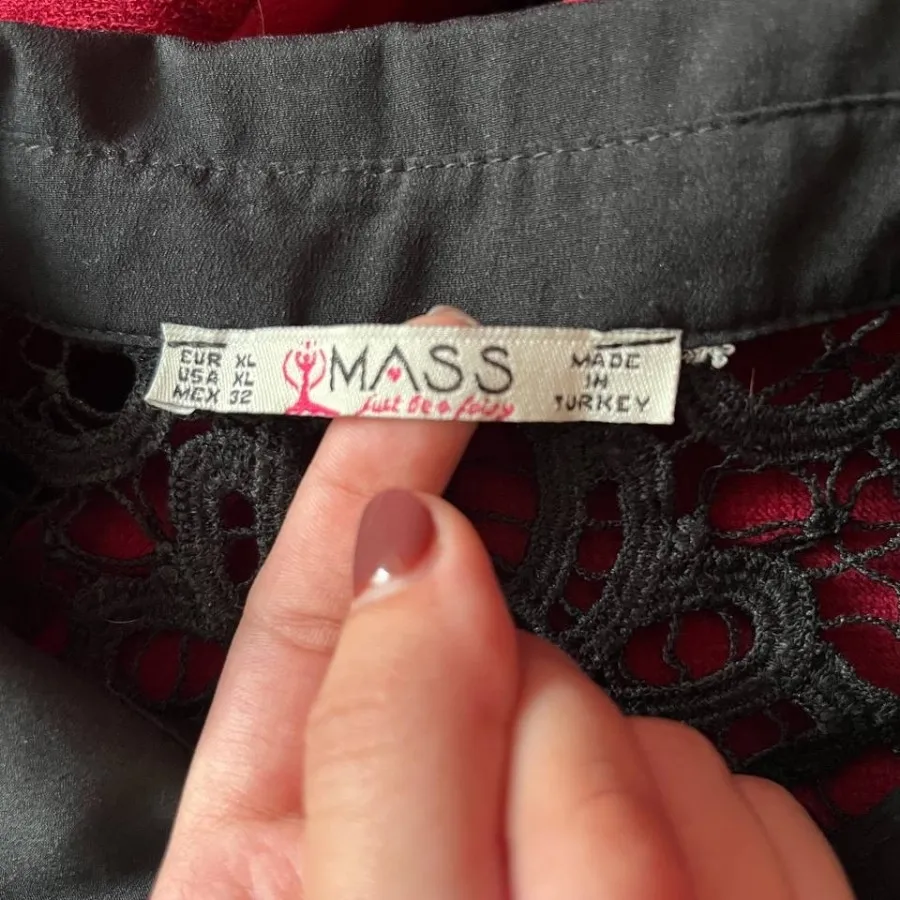 EUR XL
USA XL
MEX 32
MASS
just be a fairy
MADE
IN
TURKEY